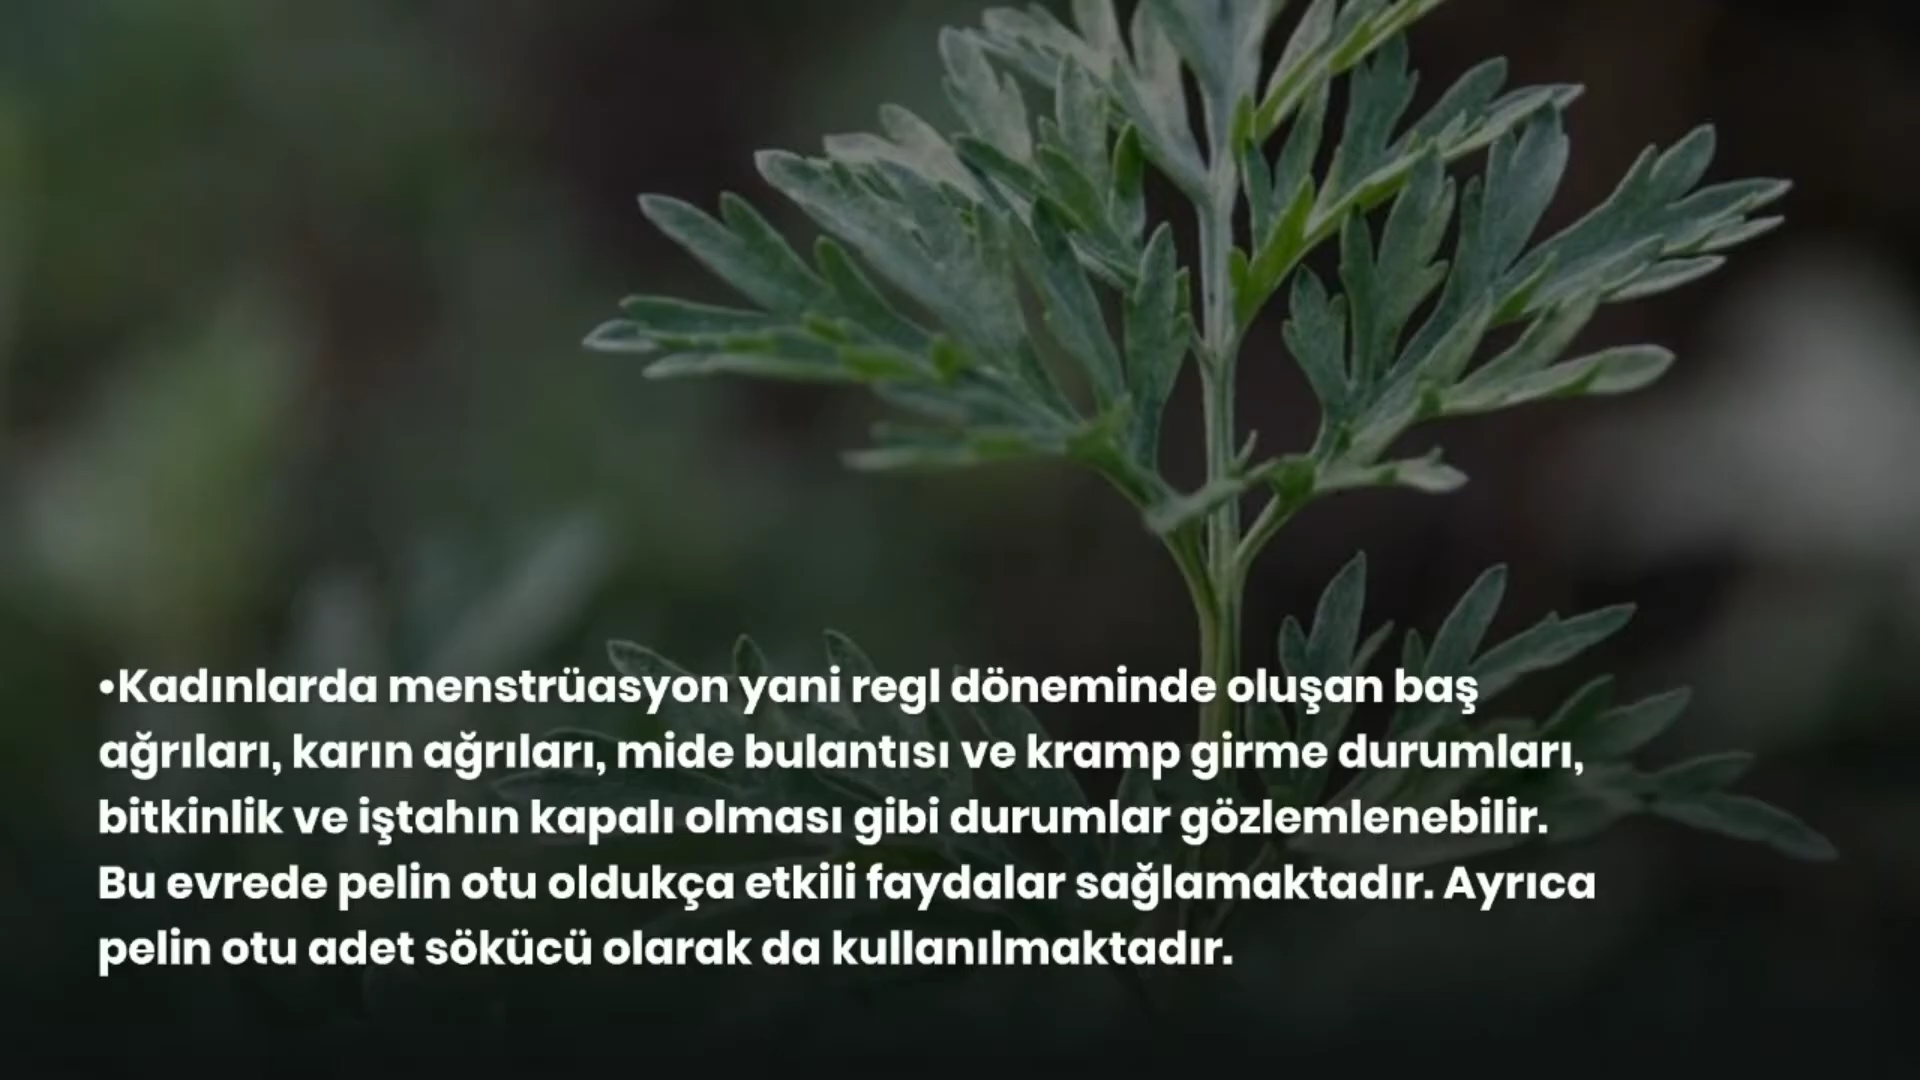 •Kadınlarda menstrüasyon yani regl döneminde oluşan baş
ağrıları, karın ağrıları, mide bulantısı ve kramp girme durumları,
bitkinlik ve iştahın kapalı olması gibi durumlar gözlemlenebilir.
Bu evrede pelin otu oldukça etkili faydalar sağlamaktadır. Ayrıca
pelin otu adet sökücü olarak da kullanılmaktadır.